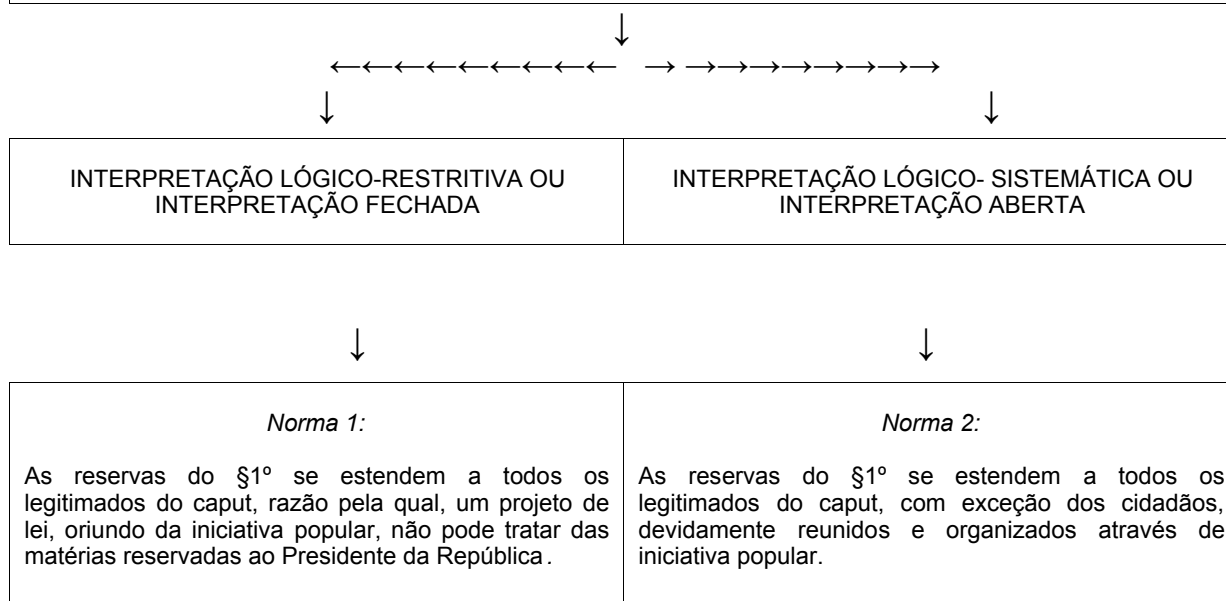 ↓
←←←←←←←←← → →→→→→→→→
↓ ↓
INTERPRETAÇÃO LÓGICO-RESTRITIVA OU
INTERPRETAÇÃO FECHADA
INTERPRETAÇÃO LÓGICO- SISTEMÁTICA OU
INTERPRETAÇÃO ABERTA
↓ ↓
Norma 1:
As reservas do §1º se estendem a todos os
legitimados do caput, razão pela qual, um projeto de
lei, oriundo da iniciativa popular, não pode tratar das
matérias reservadas ao Presidente da República.
Norma 2:
As reservas do §1º se estendem a todos os
legitimados do caput, com exceção dos cidadãos,
devidamente reunidos e organizados através de
iniciativa popular.